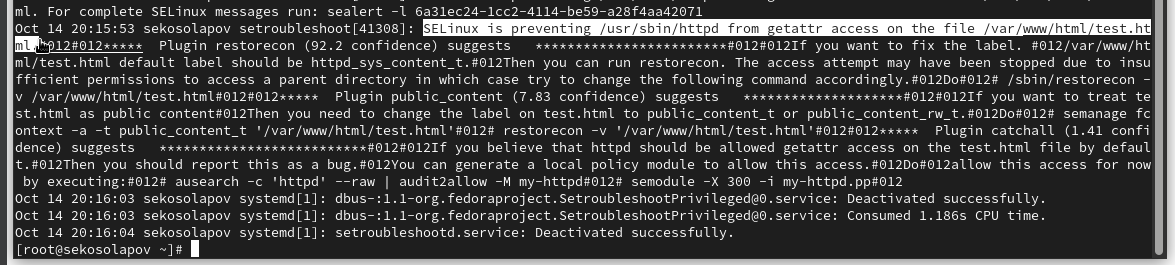 ml. For complete SELinux messages run: sealert -l 6a31ec24-1cc2-4114-be59-a28f4aa42071
Oct 14 20:15:53 sekosolapov setroubleshoot[41308]: SELinux is preventing /usr/sbin/httpd from getattr access on the file /var/www/html/test.ht
ml.#012#012*****  Plugin restorecon (92.2 confidence) suggests   ************************#012#012If you want to fix the label. #012/var/www/ht
ml/test.html default label should be httpd_sys_content_t.#012Then you can run restorecon. The access attempt may have been stopped due to insu
fficient permissions to access a parent directory in which case try to change the following command accordingly.#012Do#012# /sbin/restorecon -
v /var/www/html/test.html#012#012*****  Plugin public_content (7.83 confidence) suggests   ********************#012#012If you want to treat te
st.html as public content#012Then you need to change the label on test.html to public_content_t or public_content_rw_t.#012Do#012# semanage fc
ontext -a -t public_content_t '/var/www/html/test.html'#012# restorecon -v '/var/www/html/test.html'#012#012*****  Plugin catchall (1.41 confi
dence) suggests   **************************#012#012If you believe that httpd should be allowed getattr access on the test.html file by defaul
t.#012Then you should report this as a bug.#012You can generate a local policy module to allow this access.#012Do#012allow this access for now
 by executing:#012# ausearch -c 'httpd' --raw | audit2allow -M my-httpd#012# semodule -X 300 -i my-httpd.pp#012
Oct 14 20:16:03 sekosolapov systemd[1]: dbus-:1.1-org.fedoraproject.SetroubleshootPrivileged@0.service: Deactivated successfully.
Oct 14 20:16:03 sekosolapov systemd[1]: dbus-:1.1-org.fedoraproject.SetroubleshootPrivileged@0.service: Consumed 1.186s CPU time.
Oct 14 20:16:04 sekosolapov systemd[1]: setroubleshootd.service: Deactivated successfully.
[root@sekosolapov ~]#